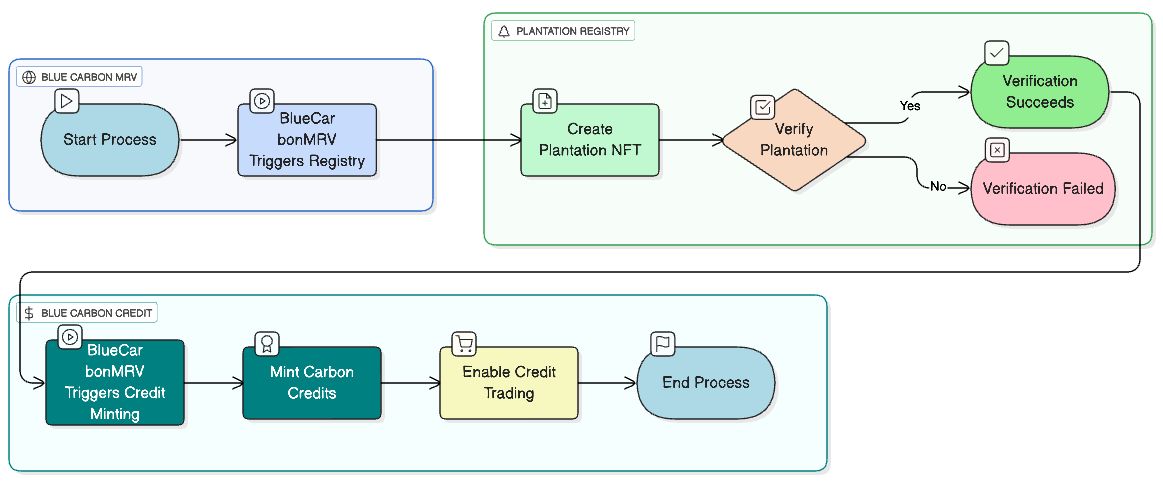 BLUE CARBON MRV
Start Process
BlueCar
bonMRV
Triggers Registry
PLANTATION REGISTRY
Create
Plantation NFT
Verify
Plantation
Yes
No
Verification
Succeeds
Verification Failed
$ BLUE CARBON CREDIT
BlueCar
bonMRV
Triggers Credit
Minting
Mint Carbon
Credits
Enable Credit
Trading
End Process